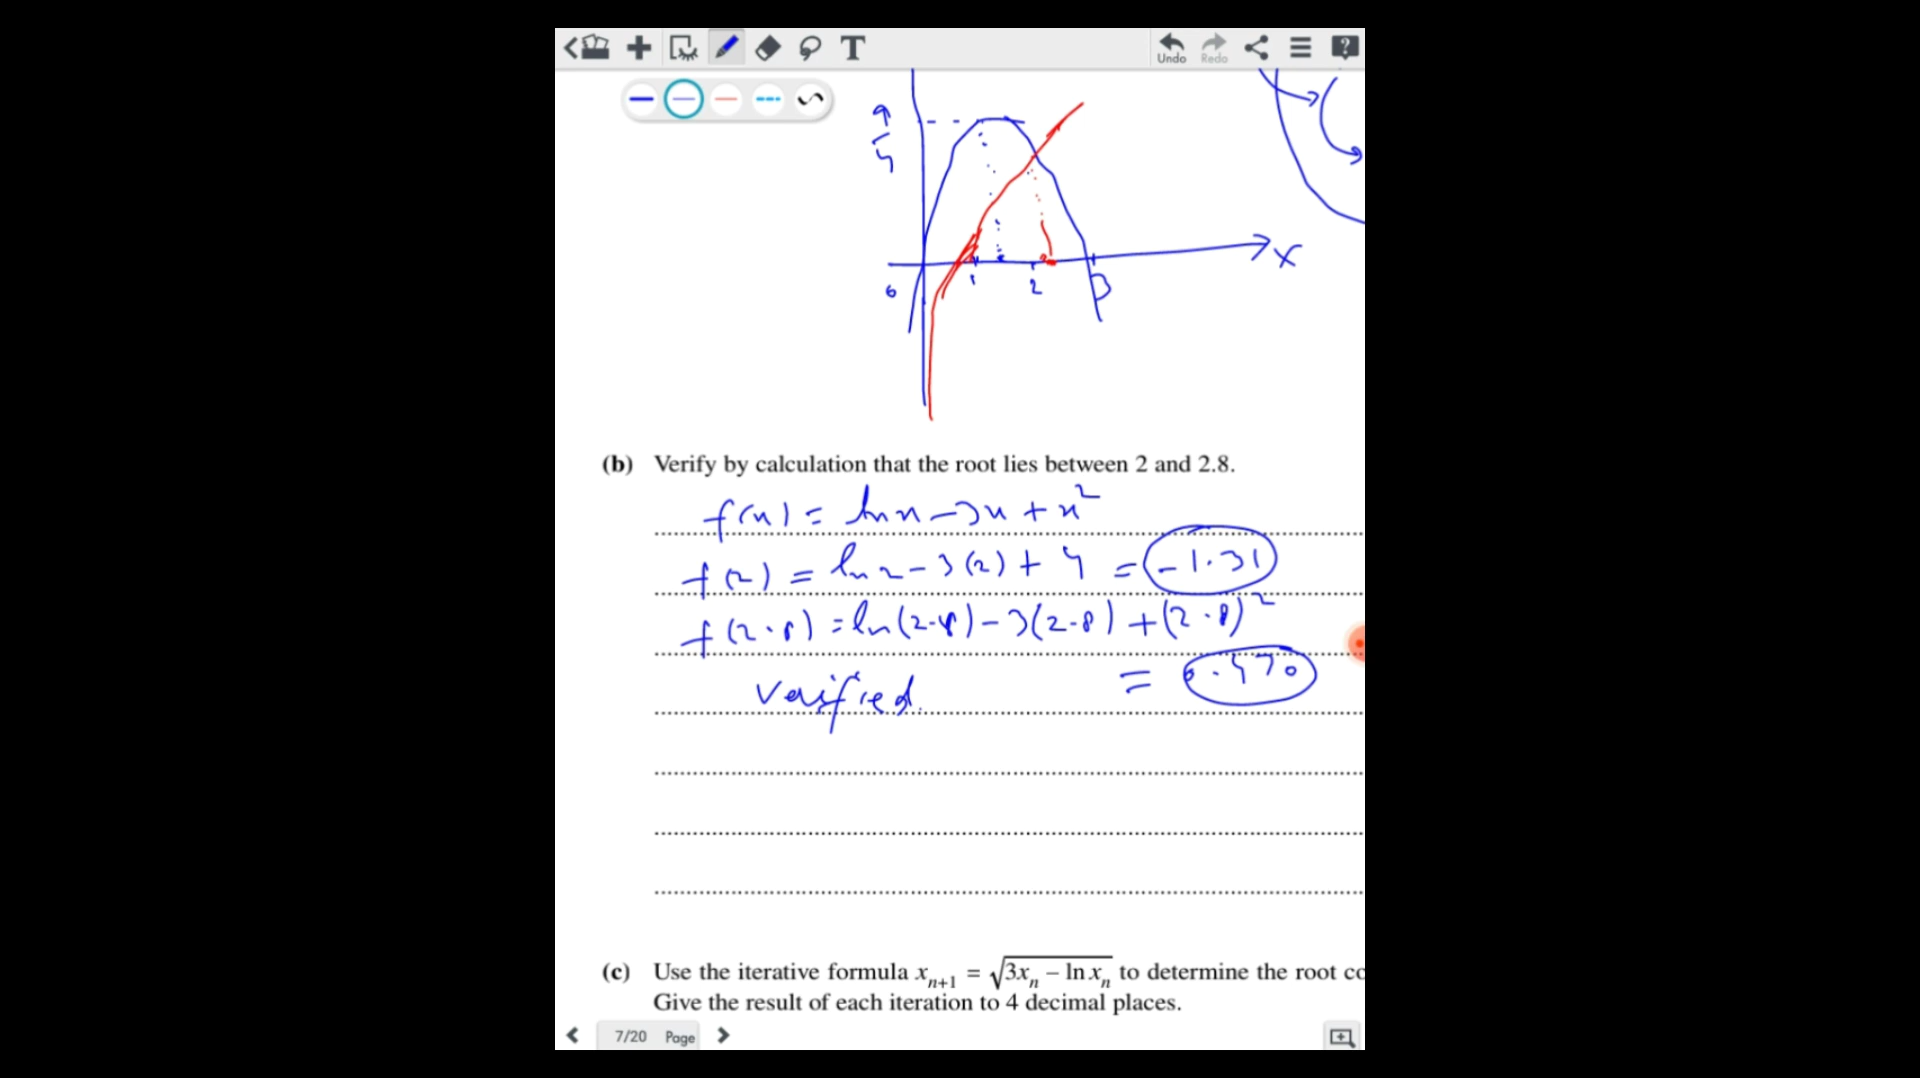 T
Undo
Redo
?
9
4
x
0
1
2
3
(b) Verify by calculation that the root lies between 2 and 2.8.
f(x) = ln x - 3x + x²
f(2) = ln 2 - 3(2) + 4 = -1.31
f(2.8) = ln(2.8) - 3(2.8) + (2.8)²
= 0.470
verified.
(c) Use the iterative formula xₙ₊₁ = √(3xₙ − ln xₙ) to determine the root co
Give the result of each iteration to 4 decimal places.
7/20 Page